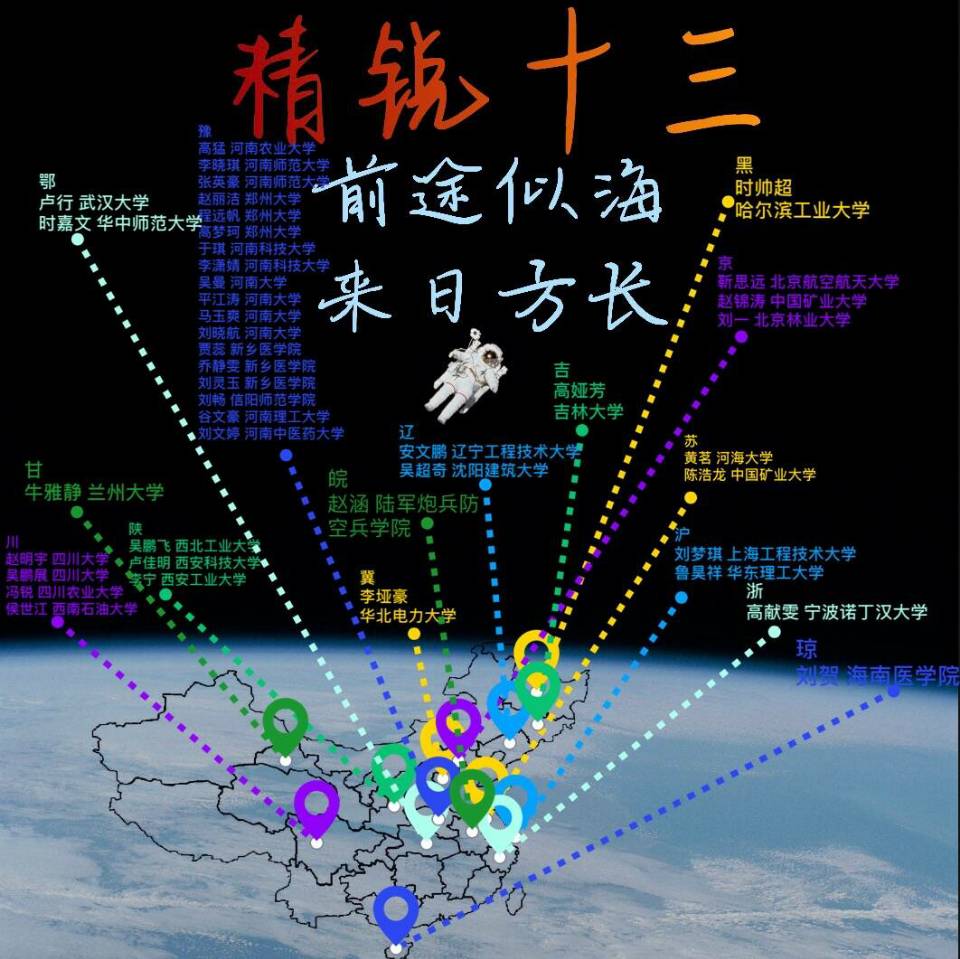 精锐十三
前途似海
来日方长
鄂
卢行 武汉大学
时嘉文 华中师范大学
豫
高猛 河南农业大学
李晓琪 河南师范大学
张英豪 河南师范大学
赵丽洁 郑州大学
程远帆 郑州大学
高梦珂 郑州大学
于琪 河南科技大学
李潇婧 河南科技大学
吴曼 河南大学
平江涛 河南大学
马玉爽 河南大学
刘晓航 河南大学
贾蕊 新乡医学院
乔静雯 新乡医学院
刘灵玉 新乡医学院
刘畅 信阳师范学院
谷文豪 河南理工大学
刘文婷 河南中医药大学
黑
时帅超
哈尔滨工业大学
京
靳思远 北京航空航天大学
赵锦涛 中国矿业大学
刘一 北京林业大学
吉
高娅芳
吉林大学
辽
安文鹏 辽宁工程技术大学
吴超奇 沈阳建筑大学
苏
黄茗 河海大学
陈浩龙 中国矿业大学
甘
牛雅静 兰州大学
皖
赵涵 陆军炮兵防
空兵学院
川
赵明宇 四川大学
吴鹏展 四川大学
冯锐 四川农业大学
侯世江 西南石油大学
陕
吴鹏飞 西北工业大学
卢佳明 西安科技大学
李宁 西安工业大学
冀
李垭豪
华北电力大学
沪
刘梦琪 上海工程技术大学
鲁昊祥 华东理工大学
浙
高献雯 宁波诺丁汉大学
琼
刘贺 海南医学院